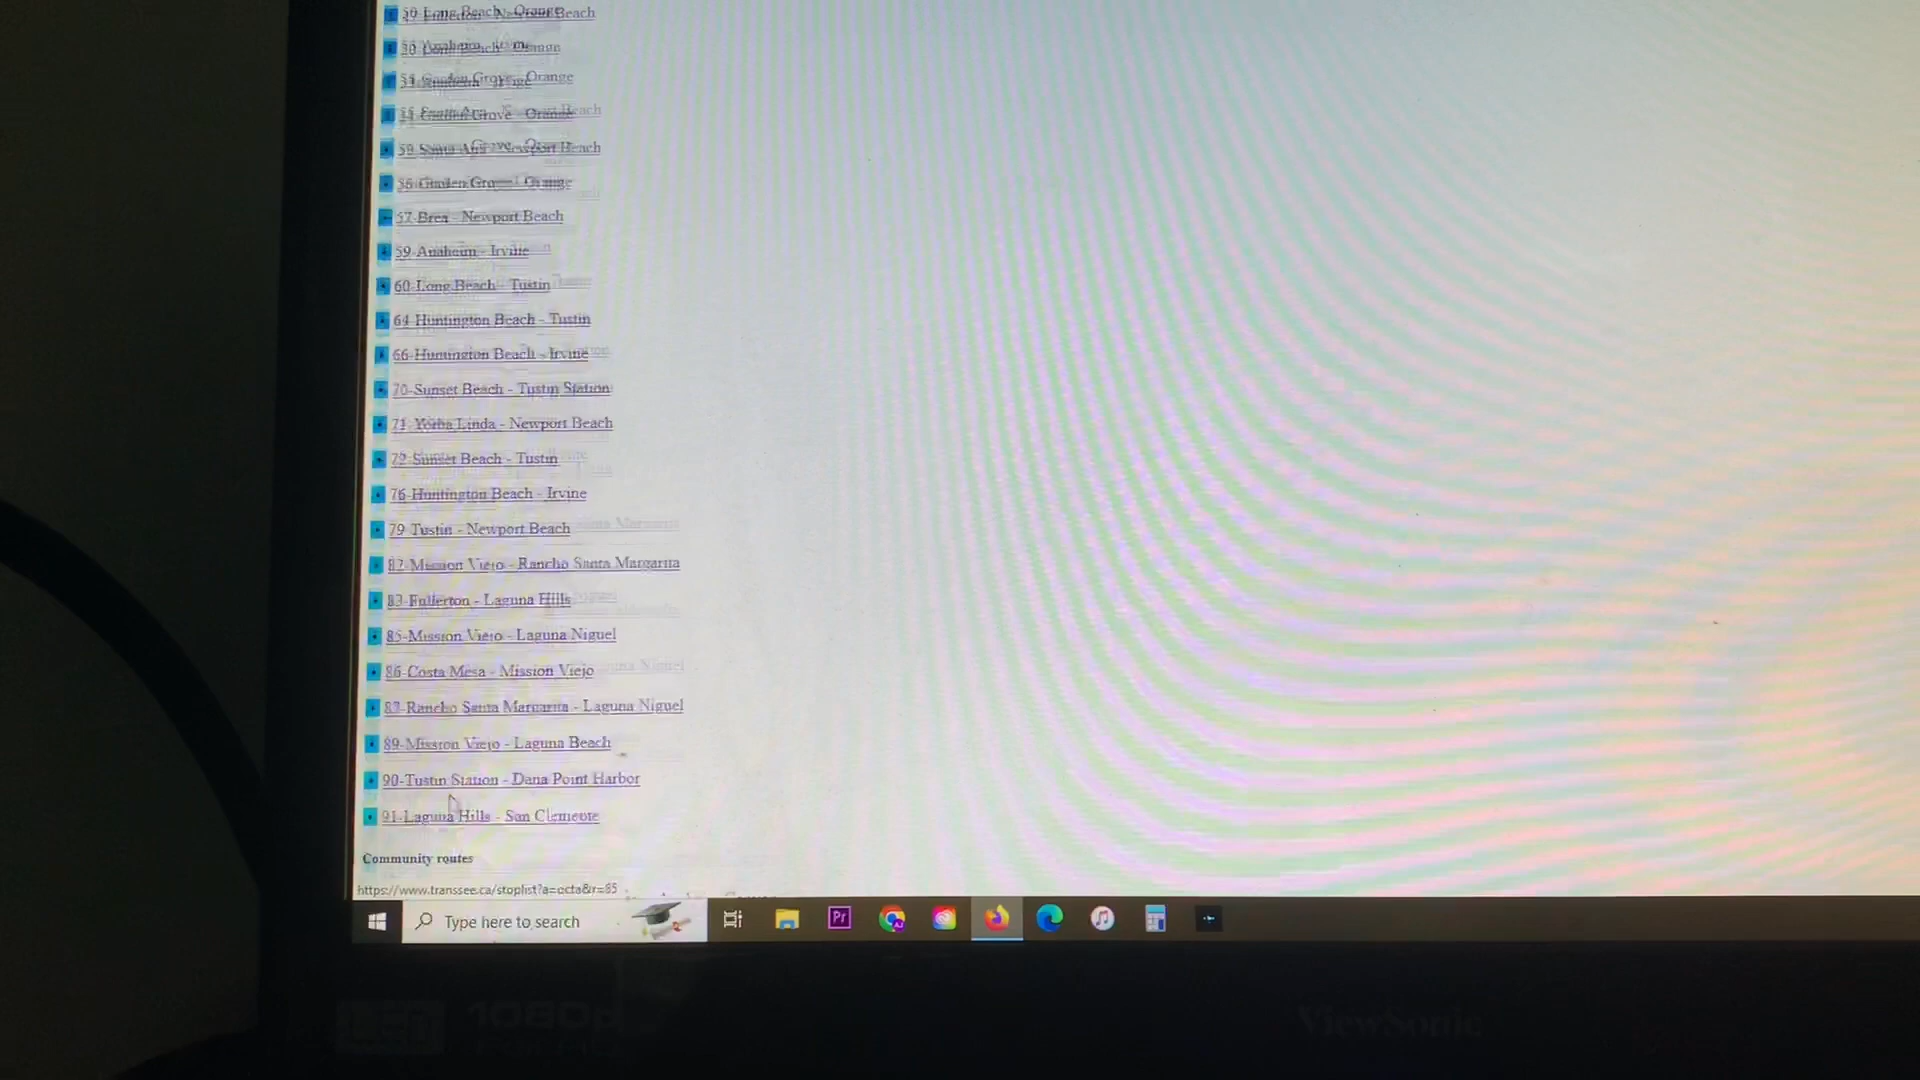 57-Brea - Newport Beach
59-Anaheim - Irvine
60-Long Beach - Tustin
64-Huntington Beach - Tustin
66-Huntington Beach - Irvine
70-Sunset Beach - Tustin Station
71-Yorba Linda - Newport Beach
72-Sunset Beach - Tustin
76-Huntington Beach - Irvine
79-Tustin - Newport Beach
82-Mission Viejo - Rancho Santa Margarita
83-Fullerton - Laguna Hills
85-Mission Viejo - Laguna Niguel
86-Costa Mesa - Mission Viejo
87-Rancho Santa Margarita - Laguna Niguel
89-Mission Viejo - Laguna Beach
90-Tustin Station - Dana Point Harbor
91-Laguna Hills - San Clemente
Community routes
https://www.transsee.ca/stoplist?a=octa&r=85
Type here to search
Pr
LED
1080p
ViewSonic